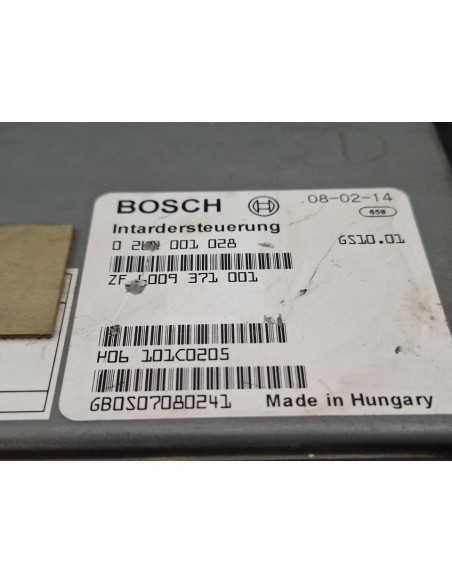 BOSCH 08-02-14
658
Intardersteuerung
0 001 028 GS10.01
ZF 009 371 001
H06 101C0205
GB0S07080241 Made in Hungary